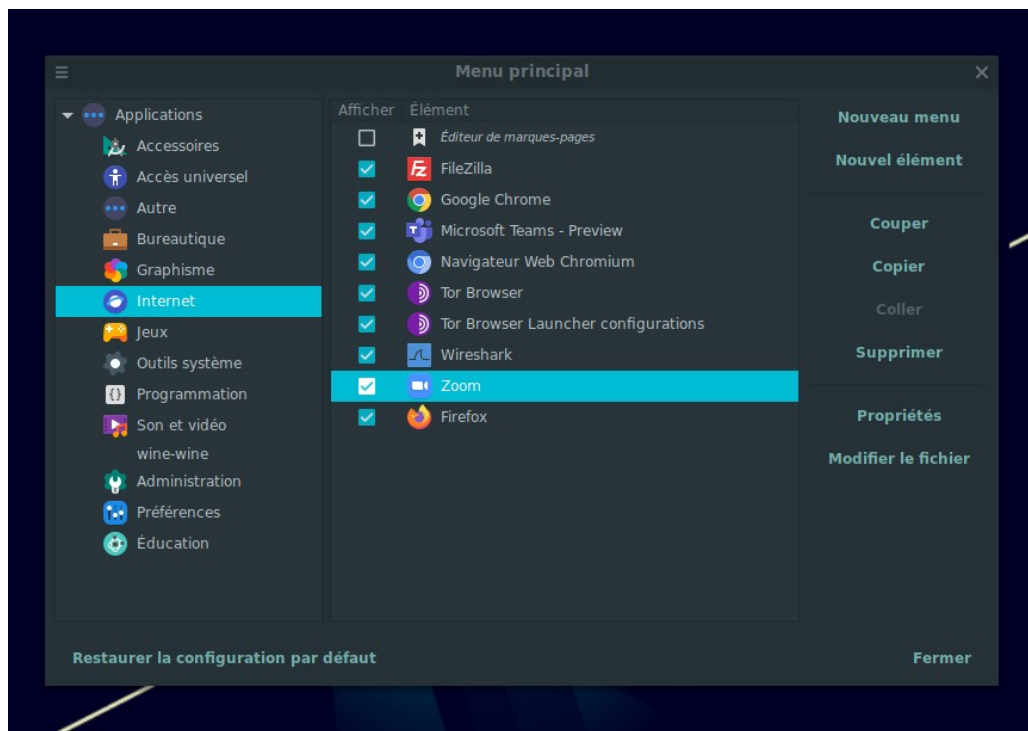 Menu principal
Applications
Accessoires
Accès universel
Autre
Bureautique
Graphisme
Internet
Jeux
Outils système
Programmation
Son et vidéo
wine-wine
Administration
Préférences
Éducation
Afficher Élément
Éditeur de marques-pages
FileZilla
Google Chrome
Microsoft Teams - Preview
Navigateur Web Chromium
Tor Browser
Tor Browser Launcher configurations
Wireshark
Zoom
Firefox
Nouveau menu
Nouvel élément
Couper
Copier
Coller
Supprimer
Propriétés
Modifier le fichier
Restaurer la configuration par défaut
Fermer